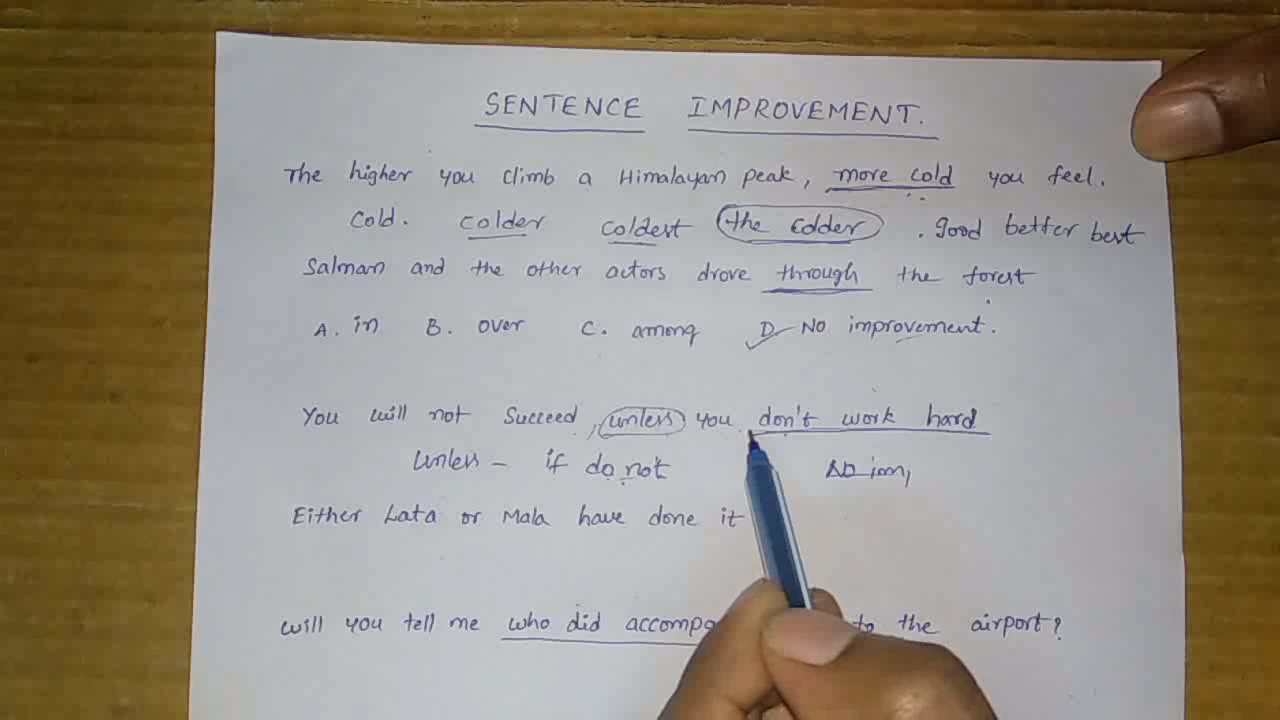 SENTENCE IMPROVEMENT.
The higher you climb a Himalayan peak, more cold you feel.
Cold. colder coldest the colder . good better best
Salman and the other actors drove through the forest
A. in B. over C. among D. No improvement.
You will not succeed, unless you don't work hard
unless - if do not
Either Lata or Mala have done it
will you tell me who did to the airport?